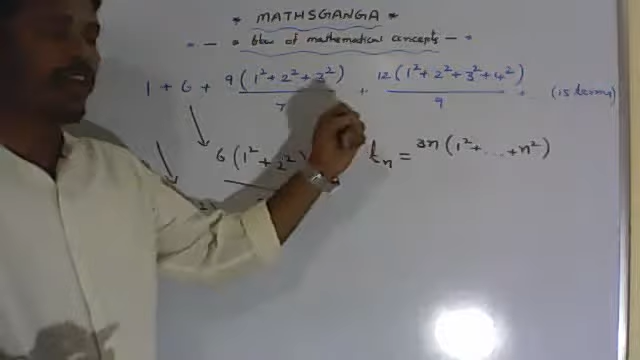 * MATHSGANGA *
- flow of mathematical concepts -
1 + 6 + 9(1²+2²+3²)/7 + 12(1²+2²+3²+4²)/9 + .. (15 terms)
6(1²+2²) tₙ = 3n(1²+....+n²)